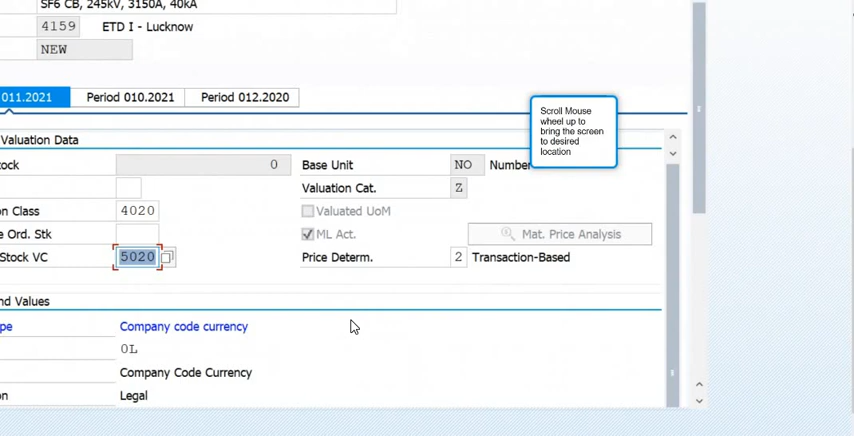 SF6 CB, 245kV, 3150A, 40kA
4159 ETD I - Lucknow
NEW
011.2021 Period 010.2021 Period 012.2020
Scroll Mouse
wheel up to
bring the screen
to desired
location
Valuation Data
tock 0 Base Unit NO Number
Valuation Cat. Z
on Class 4020 Valuated UoM
e Ord. Stk ML Act. Mat. Price Analysis
Stock VC 5020 Price Determ. 2 Transaction-Based
nd Values
pe Company code currency
0L
Company Code Currency
on Legal